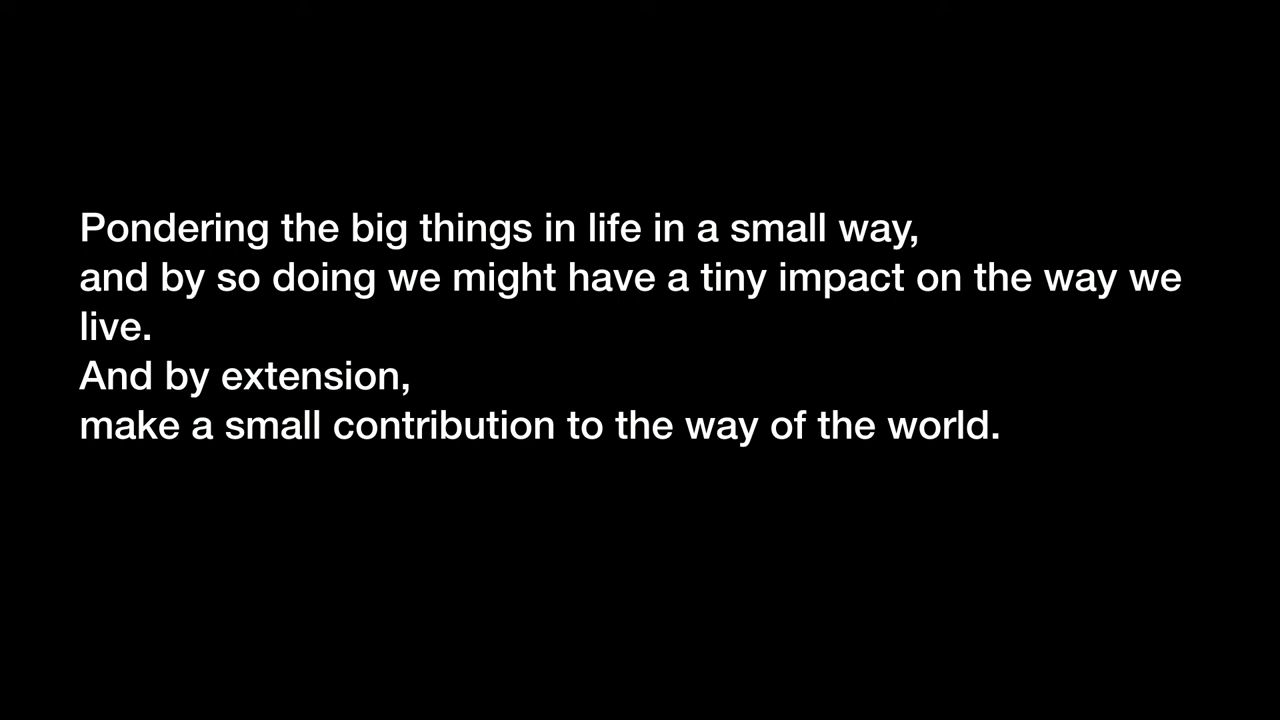 Pondering the big things in life in a small way,
and by so doing we might have a tiny impact on the way we
live.
And by extension,
make a small contribution to the way of the world.